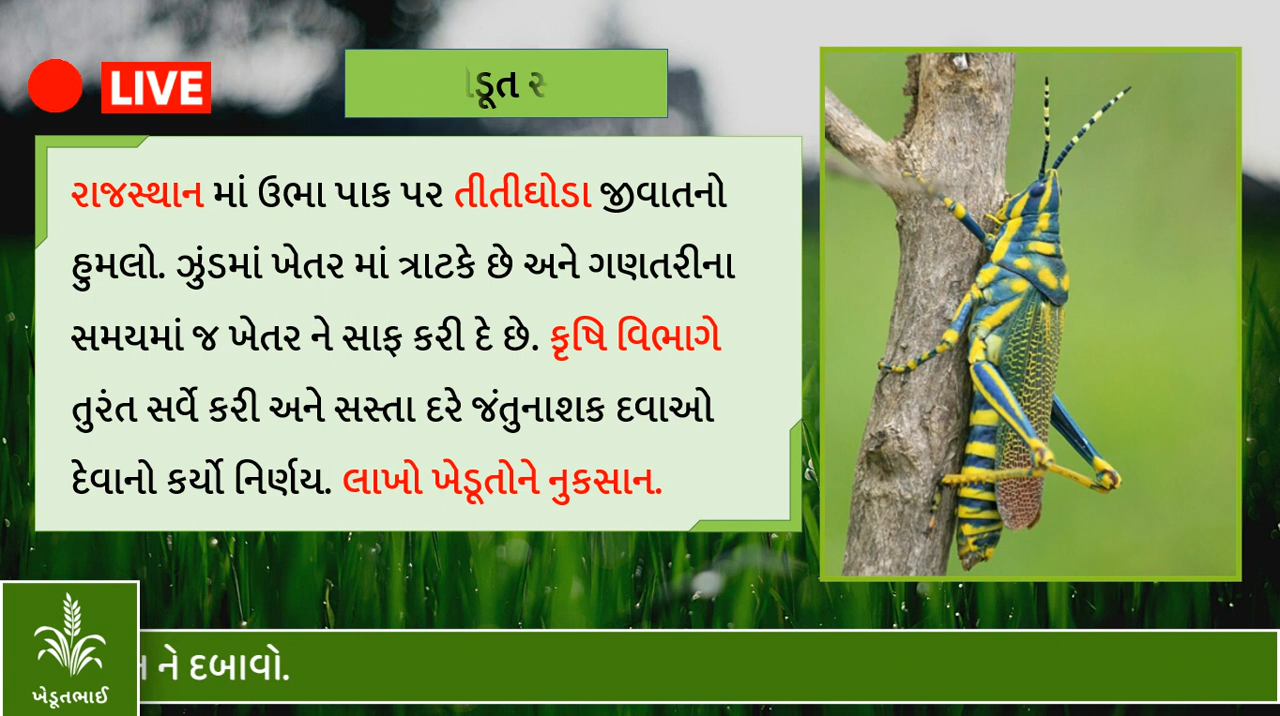 LIVE
રાજસ્થાન માં ઉભા પાક પર તીતીઘોડા જીવાતનો
હુમલો. ઝુંડમાં ખેતર માં ત્રાટકે છે અને ગણતરીના
સમયમાં જ ખેતર ને સાફ કરી દે છે. કૃષિ વિભાગે
તુરંત સર્વે કરી અને સસ્તા દરે જંતુનાશક દવાઓ
દેવાનો કર્યો નિર્ણય. લાખો ખેડૂતોને નુકસાન.
ને દબાવો.
ખેડૂતભાઈ